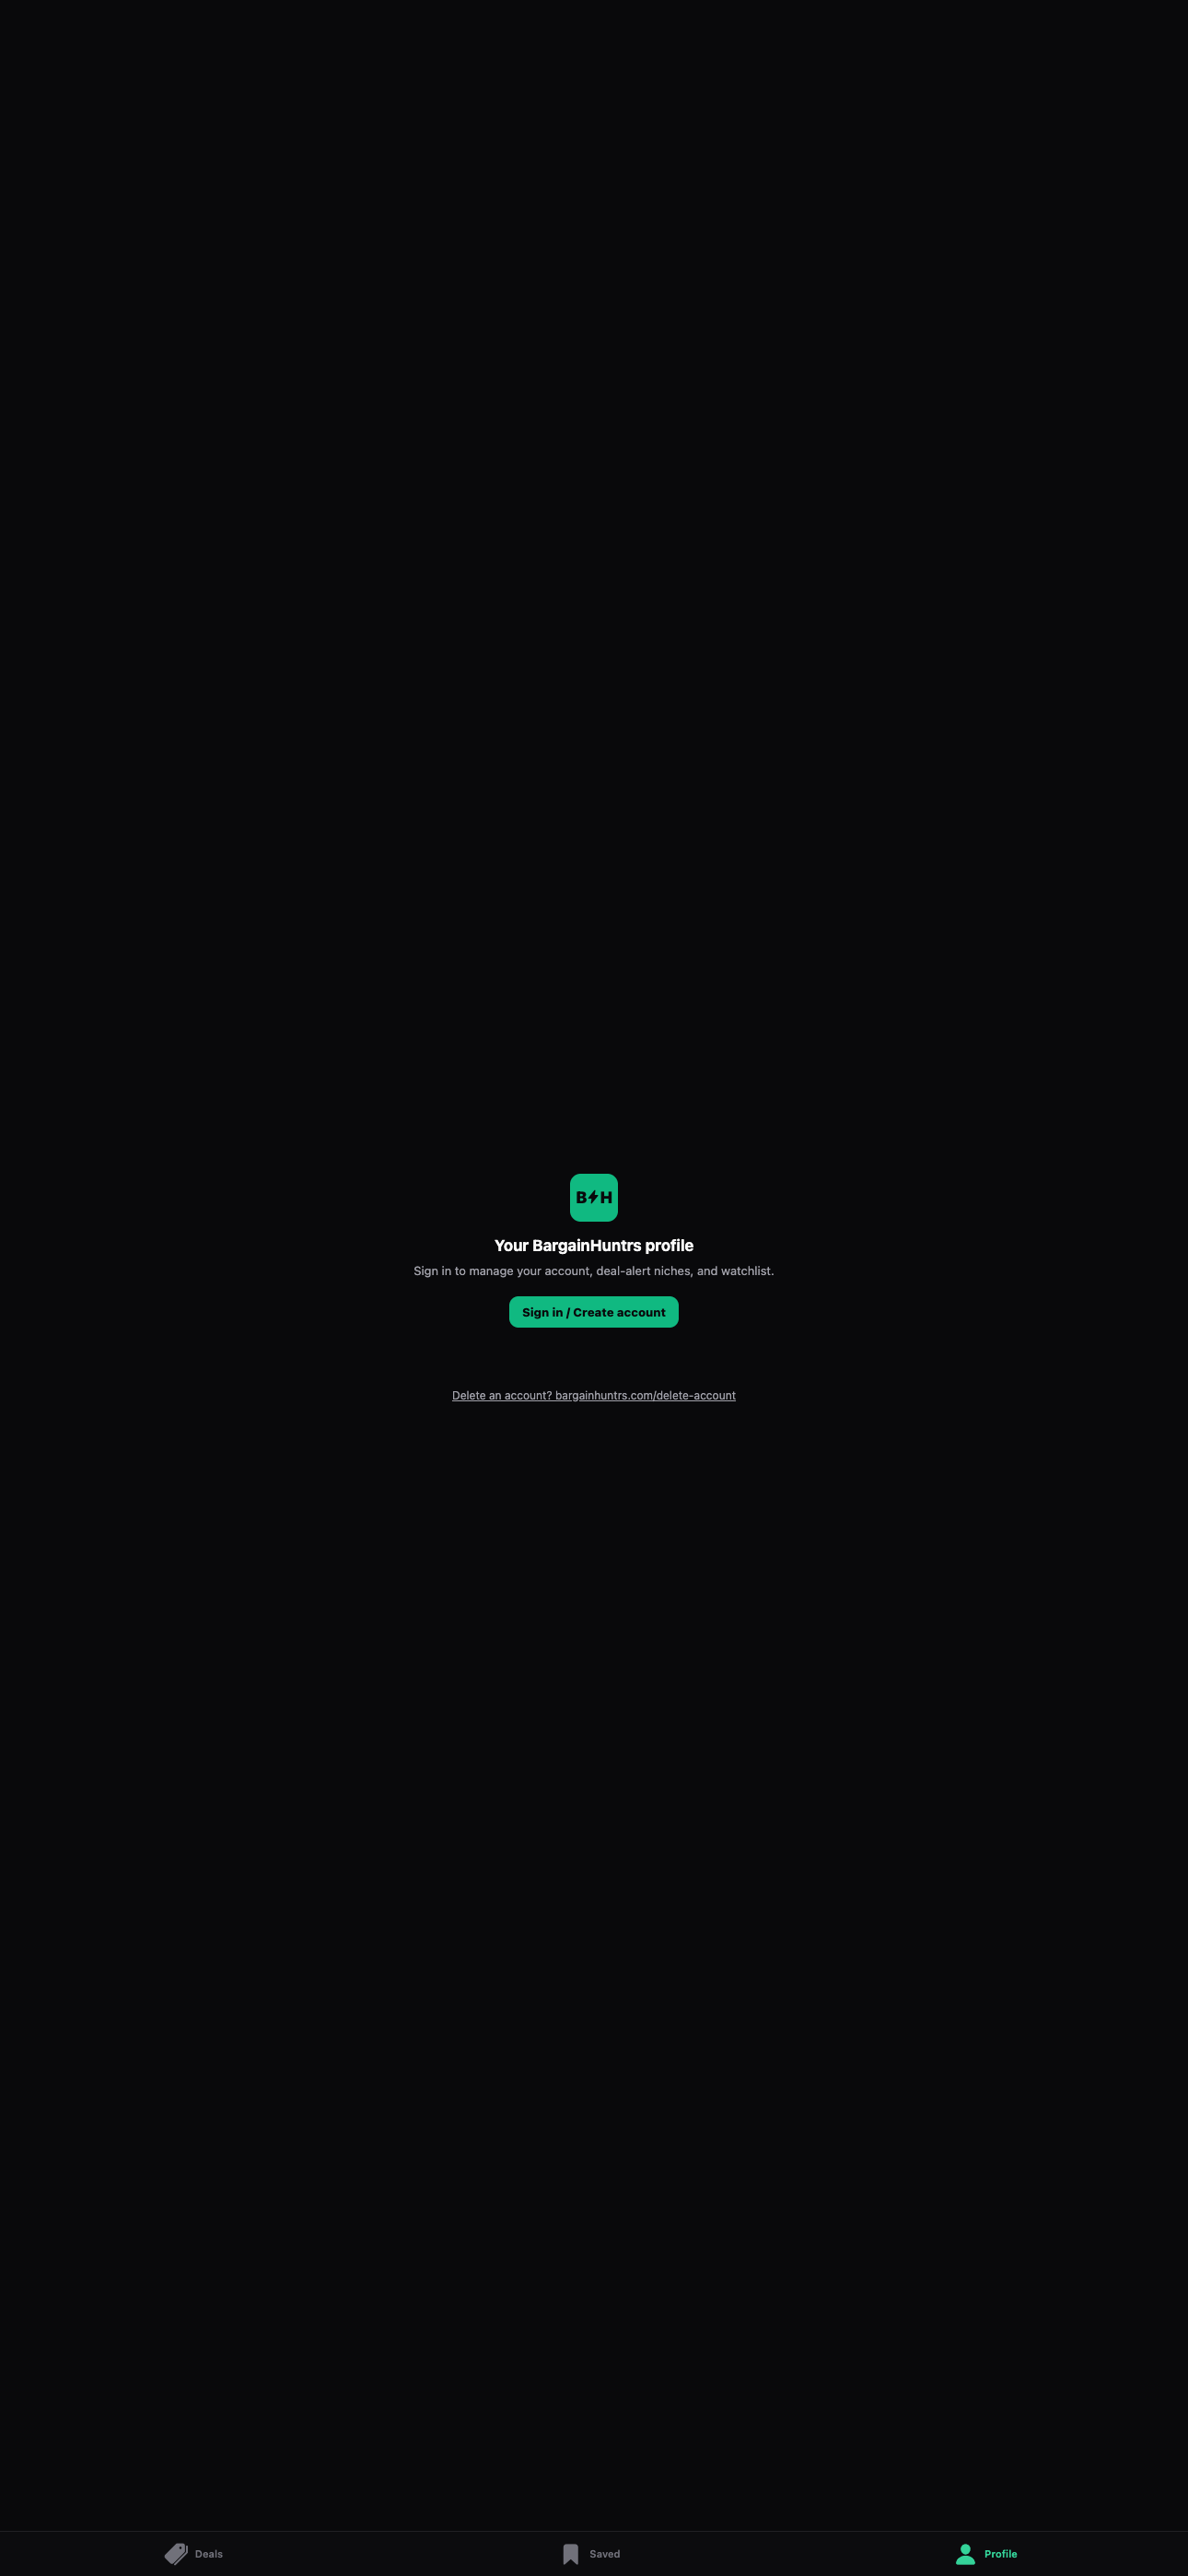 B⚡H
Your BargainHuntrs profile
Sign in to manage your account, deal-alert niches, and watchlist.
Sign in / Create account
Delete an account? bargainhuntrs.com/delete-account
Deals
Saved
Profile